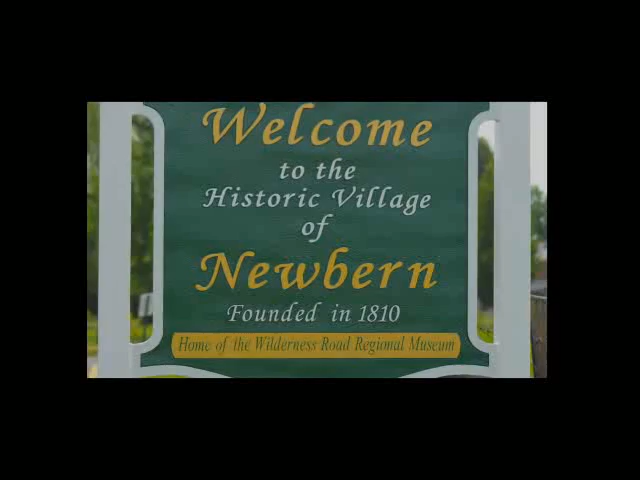 Welcome
to the
Historic Village
of
Newbern
Founded in 1810
Home of the Wilderness Road Regional Museum